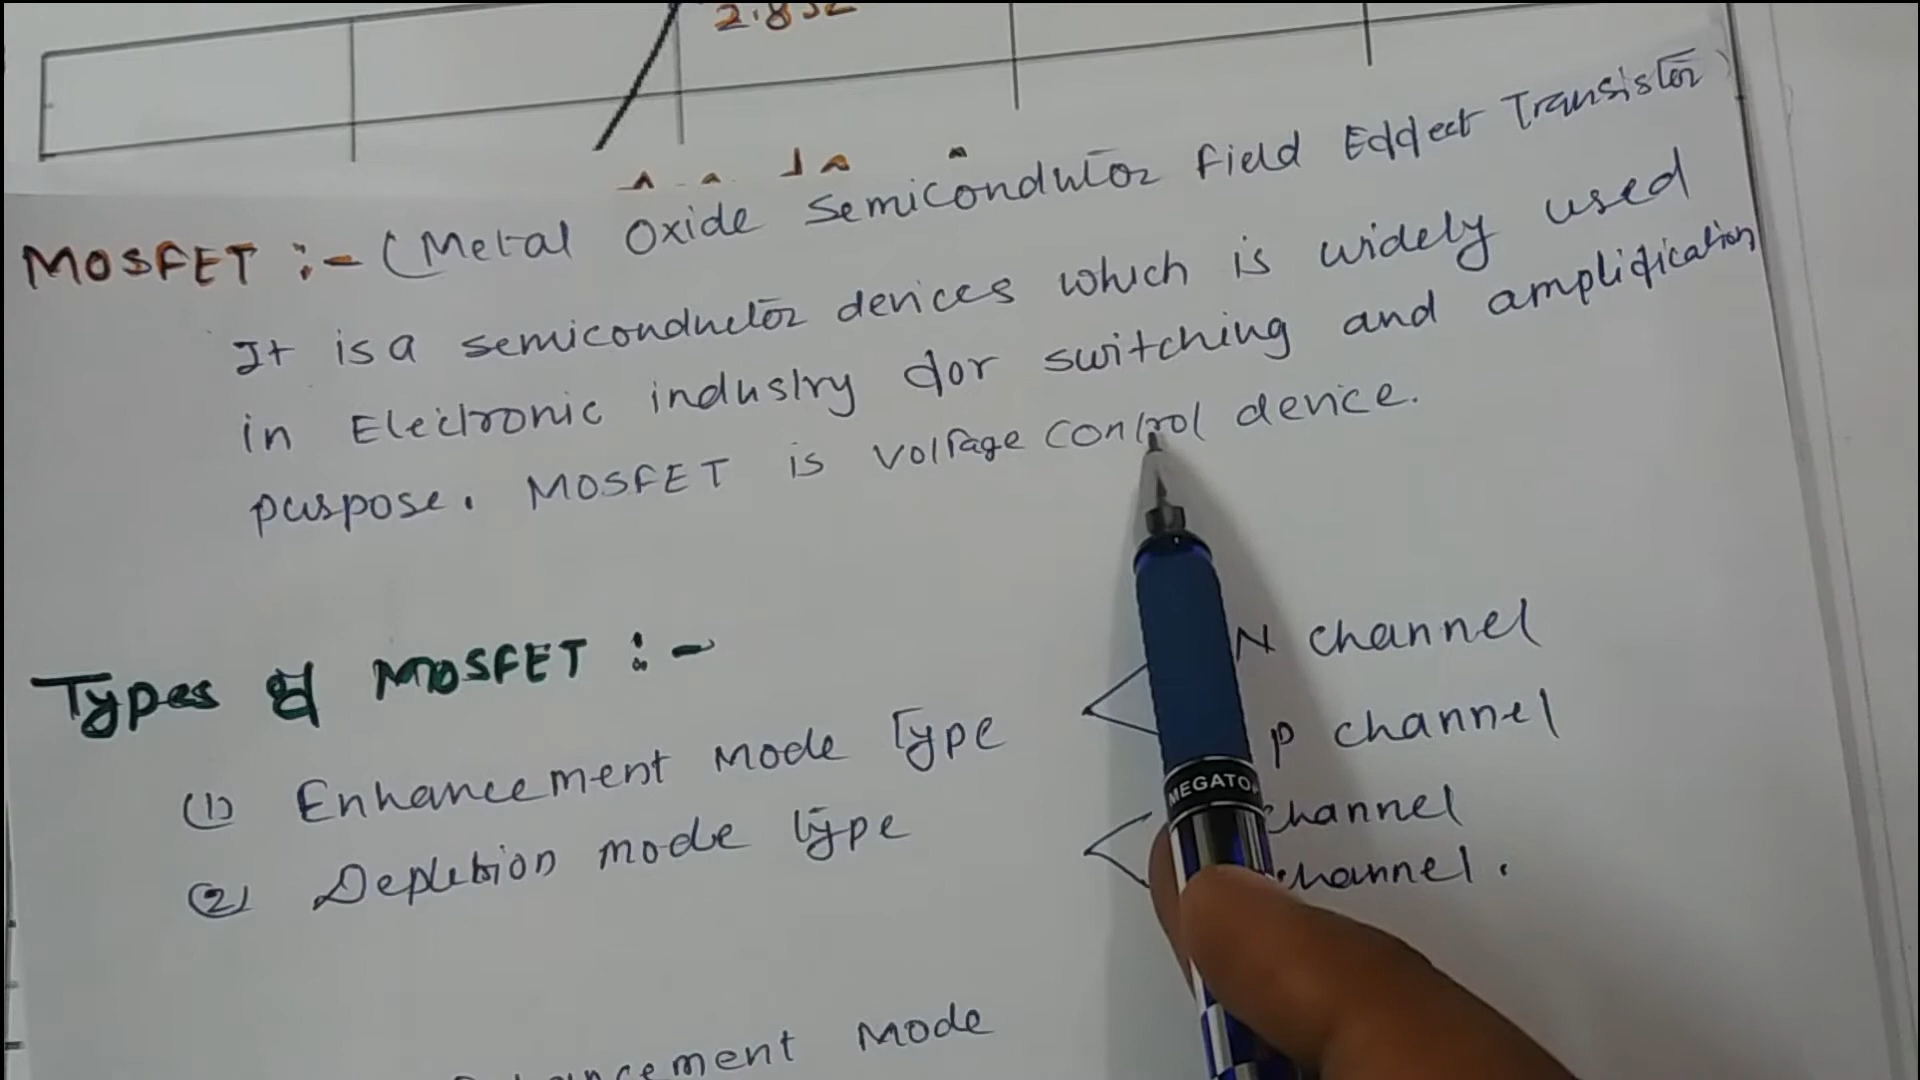 MOSFET :- (Metal Oxide Semiconductor Field Effect Transistor)
It is a semiconductor devices which is widely used
in Electronic industry for switching and amplification
purpose. MOSFET is Voltage control device.
Types of MOSFET :-
(1) Enhancement Mode Type
N channel
P channel
(2) Depletion mode type
channel
channel.
Mode
MEGATO